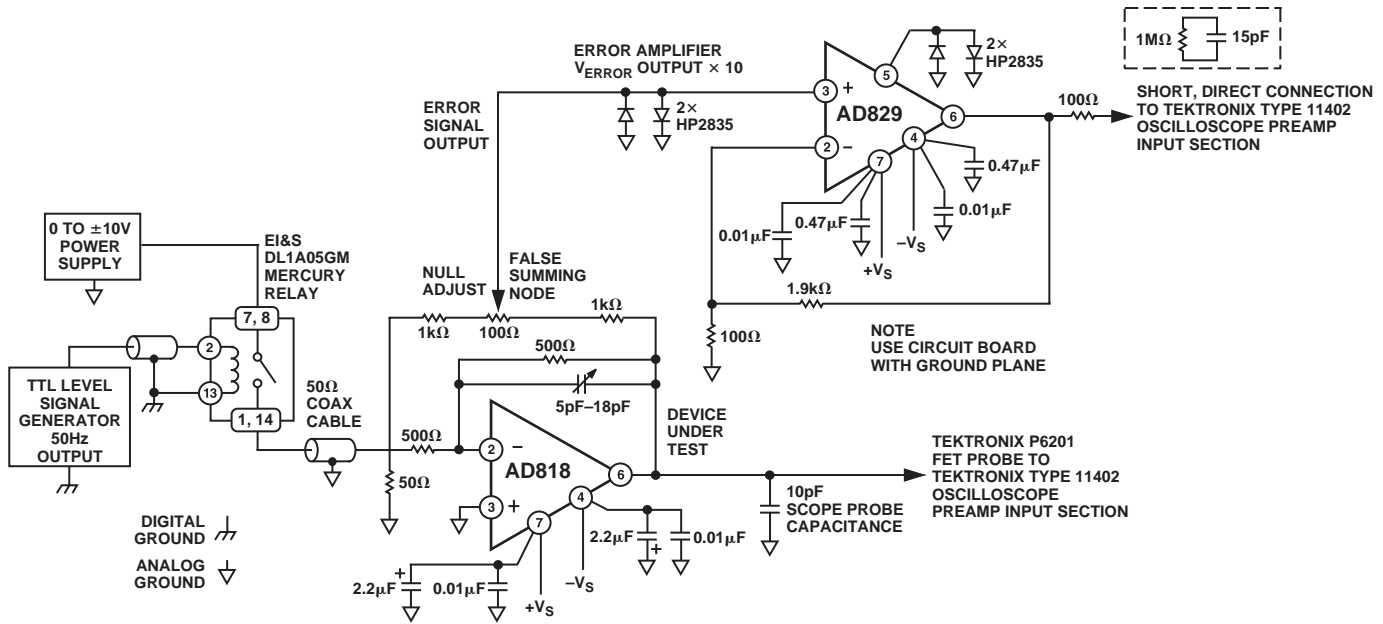 1MΩ
15pF
ERROR AMPLIFIER
VERROR OUTPUT × 10
2×
HP2835
5
3
+
AD829
6
2
−
4
7
100Ω
SHORT, DIRECT CONNECTION
TO TEKTRONIX TYPE 11402
OSCILLOSCOPE PREAMP
INPUT SECTION
ERROR
SIGNAL
OUTPUT
2×
HP2835
0.47µF
0.01µF
0.47µF
0.01µF
−VS
+VS
0 TO ±10V
POWER
SUPPLY
EI&S
DL1A05GM
MERCURY
RELAY
NULL
ADJUST
FALSE
SUMMING
NODE
1kΩ
100Ω
1kΩ
1.9kΩ
100Ω
NOTE
USE CIRCUIT BOARD
WITH GROUND PLANE
7, 8
2
13
1, 14
TTL LEVEL
SIGNAL
GENERATOR
50Hz
OUTPUT
50Ω
COAX
CABLE
500Ω
5pF–18pF
500Ω
50Ω
2
−
AD818
6
3
+
4
7
DEVICE
UNDER
TEST
10pF
SCOPE PROBE
CAPACITANCE
TEKTRONIX P6201
FET PROBE TO
TEKTRONIX TYPE 11402
OSCILLOSCOPE
PREAMP INPUT SECTION
DIGITAL
GROUND
ANALOG
GROUND
2.2µF
+
0.01µF
+
2.2µF
0.01µF
−VS
+VS